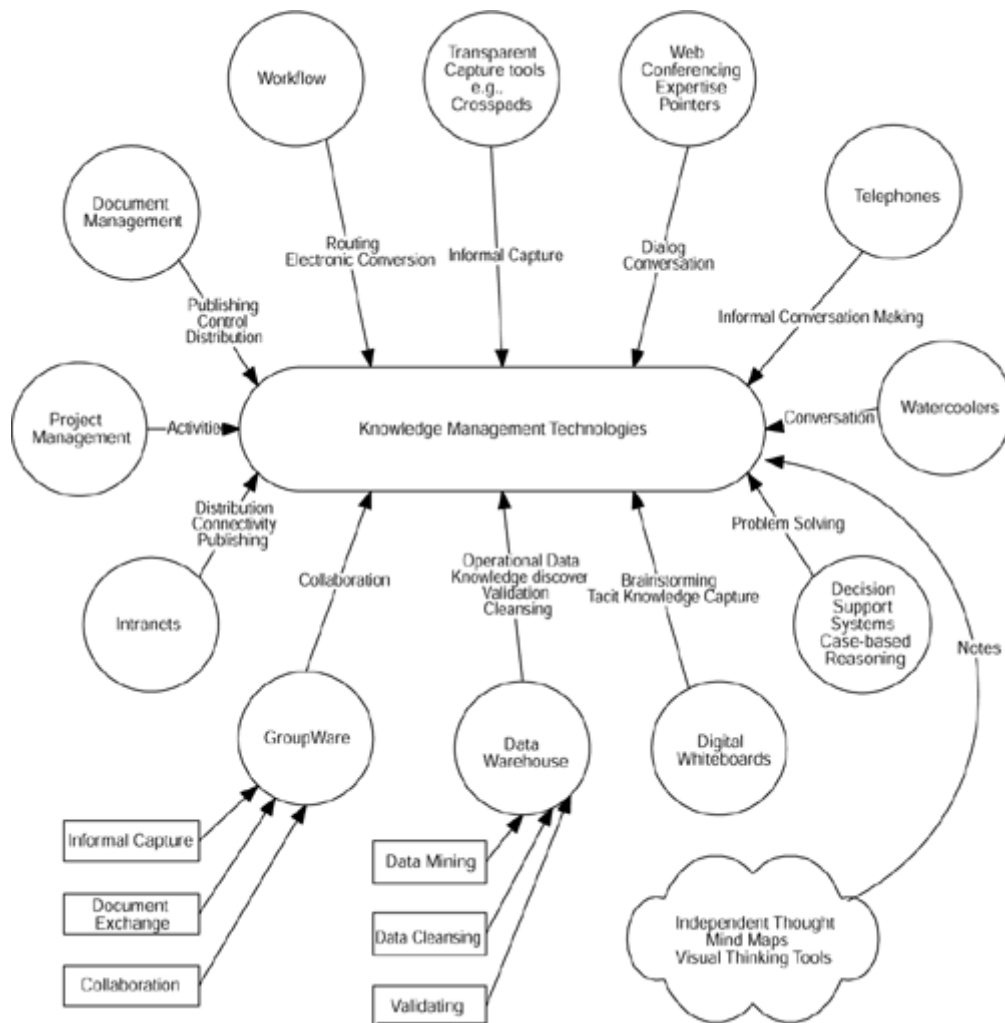 Workflow
Transparent
Capture tools
e.g.,
Crosspads
Web
Conferencing
Expertise
Pointers
Document
Management
Telephones
Routing
Electronic Conversion
Informal Capture
Dialog
Conversation
Publishing
Control
Distribution
Informal Conversation Making
Project
Management
Activities
Knowledge Management Technologies
Conversation
Watercoolers
Distribution
Connectivity
Publishing
Collaboration
Operational Data
Knowledge discover
Validation
Cleansing
Brainstorming
Tacit Knowledge Capture
Problem Solving
Intranets
Decision
Support
Systems
Case-based
Reasoning
Notes
GroupWare
Data
Warehouse
Digital
Whiteboards
Informal Capture
Document
Exchange
Collaboration
Data Mining
Data Cleansing
Validating
Independent Thought
Mind Maps
Visual Thinking Tools